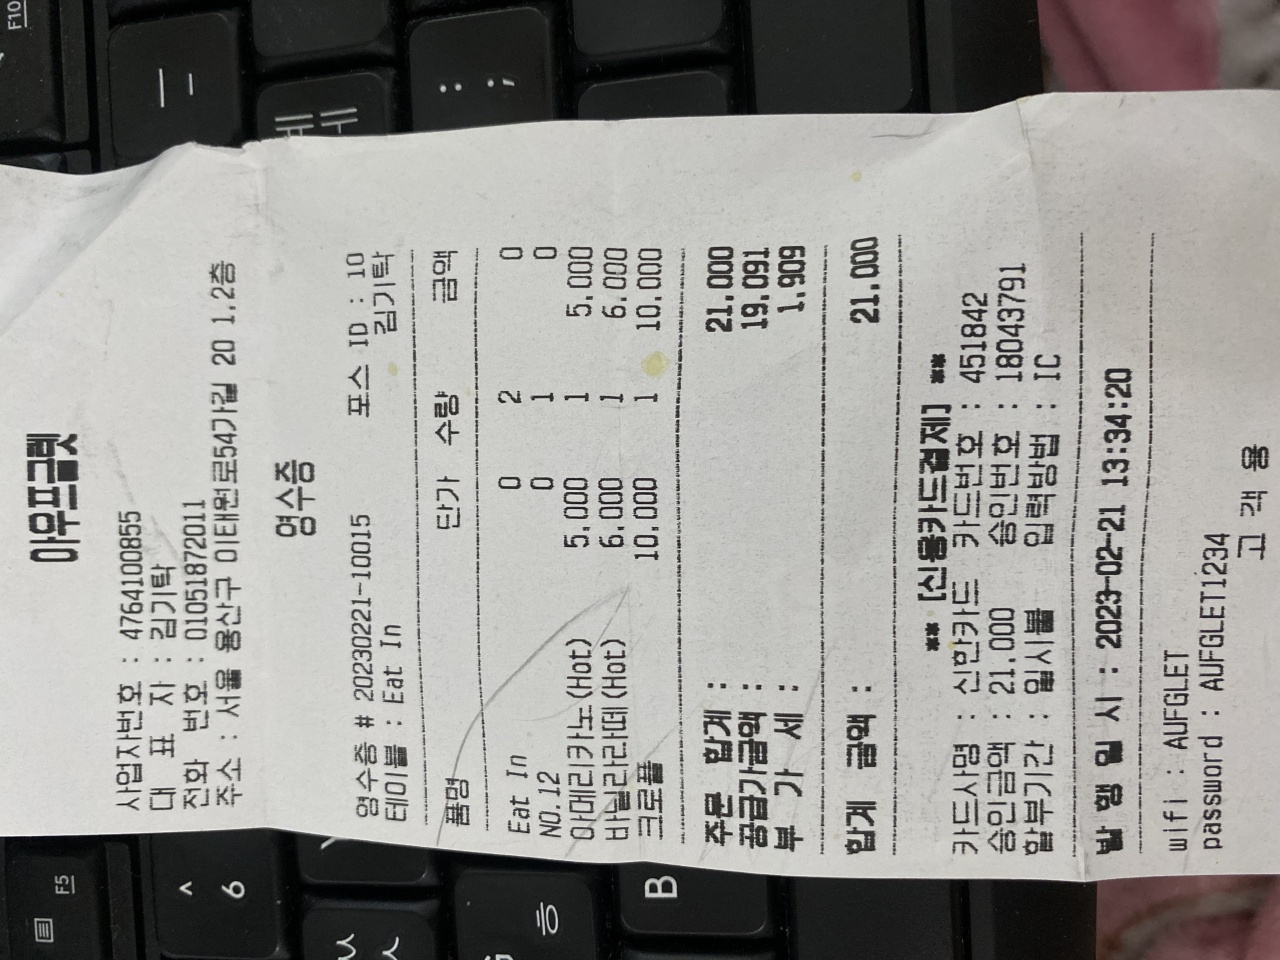 아우프글렛
사업자번호 : 4764100855
대 표 자 : 김기탁
전화 번호 : 01051872011
주소 : 서울 용산구 이태원로54가길 20 1,2층
영수증
영수증 # 20230221-10015 포스 ID : 10
테이블 : Eat In 김기탁
품명 단가 수량 금액
Eat In 0 2 0
NO.12 0 1 0
아메리카노(Hot) 5,000 1 5,000
바닐라라떼(Hot) 6,000 1 6,000
크로플 10,000 1 10,000
주문 합계 : 21,000
공급가금액 : 19,091
부 가 세 : 1,909
합계 금액 : 21,000
** [신용카드결제] **
카드사명 : 신한카드 카드번호 : 451842
승인금액 : 21,000 승인번호 : 18043791
할부기간 : 일시불 입력방법 : IC
발 행 일 시 : 2023-02-21 13:34:20
wifi : AUFGLET
password : AUFGLET1234
고 객 용
F10
F5
^
6
B
ㅎ
; :